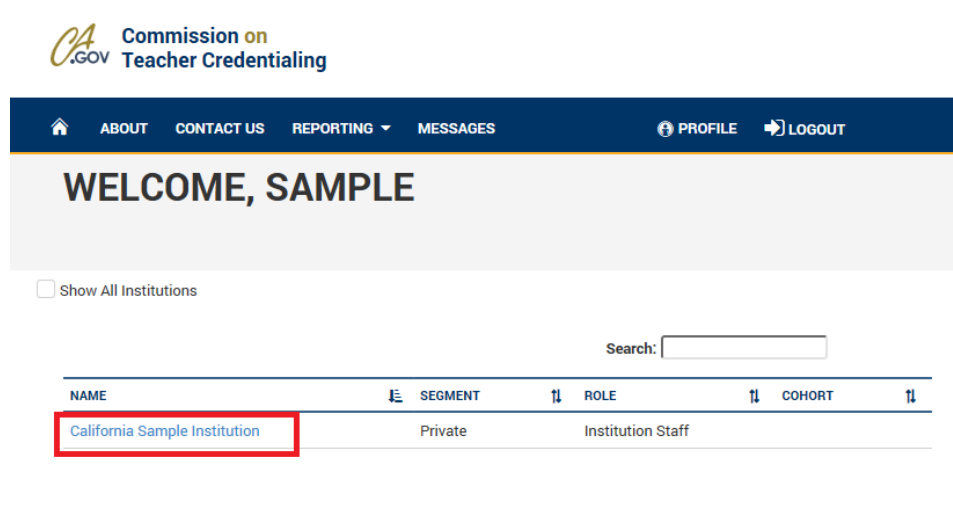 CA
.GOV
Commission on
Teacher Credentialing
ABOUT CONTACT US REPORTING MESSAGES PROFILE LOGOUT
WELCOME, SAMPLE
Show All Institutions
Search:
NAME SEGMENT ROLE COHORT
California Sample Institution Private Institution Staff